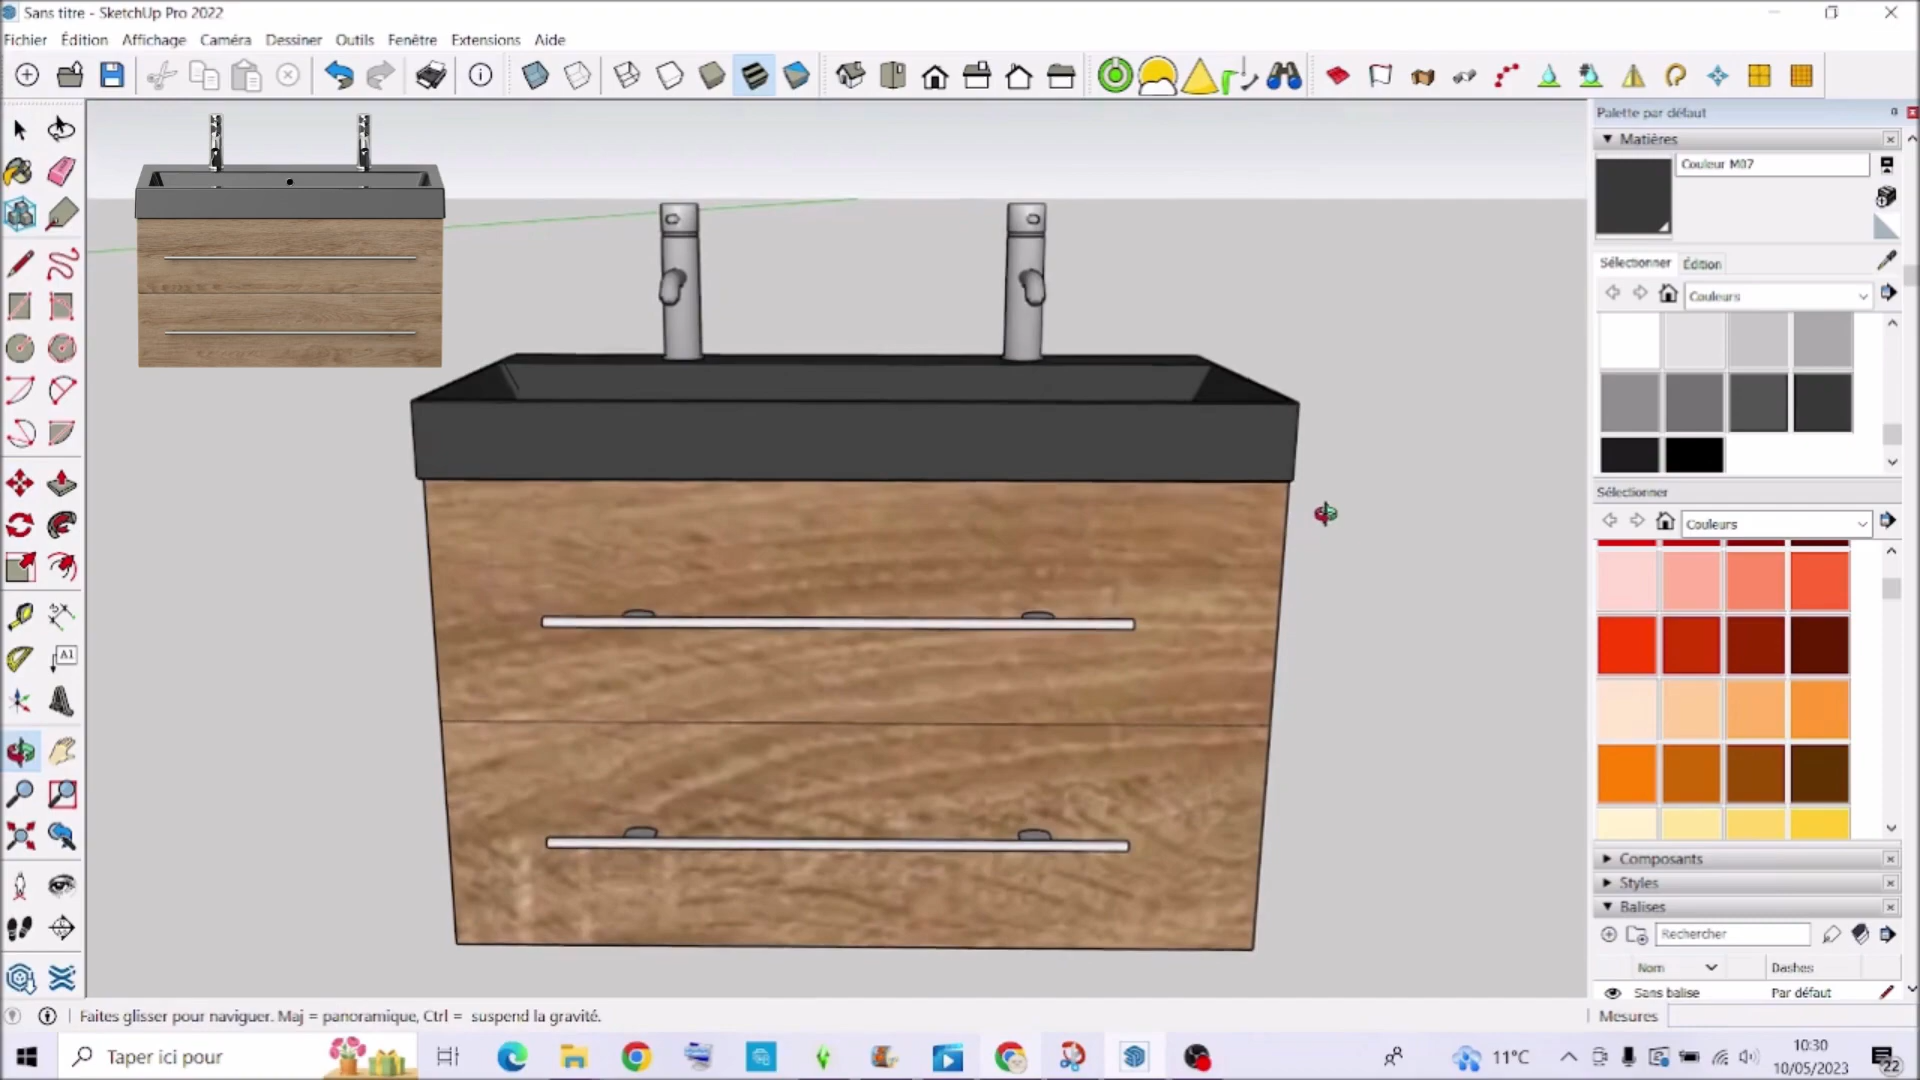 Sans titre - SketchUp Pro 2022
Fichier Édition Affichage Caméra Dessiner Outils Fenêtre Extensions Aide
Palette par défaut
Matières
Couleur M07
Sélectionner Édition
Couleurs
Sélectionner
Couleurs
A1
Composants
Styles
Balises
Rechercher
Nom Dashes
Sans balise Par défaut
Faites glisser pour naviguer. Maj = panoramique, Ctrl = suspend la gravité.
Mesures
Taper ici pour
11°C
10:30
10/05/2023
22